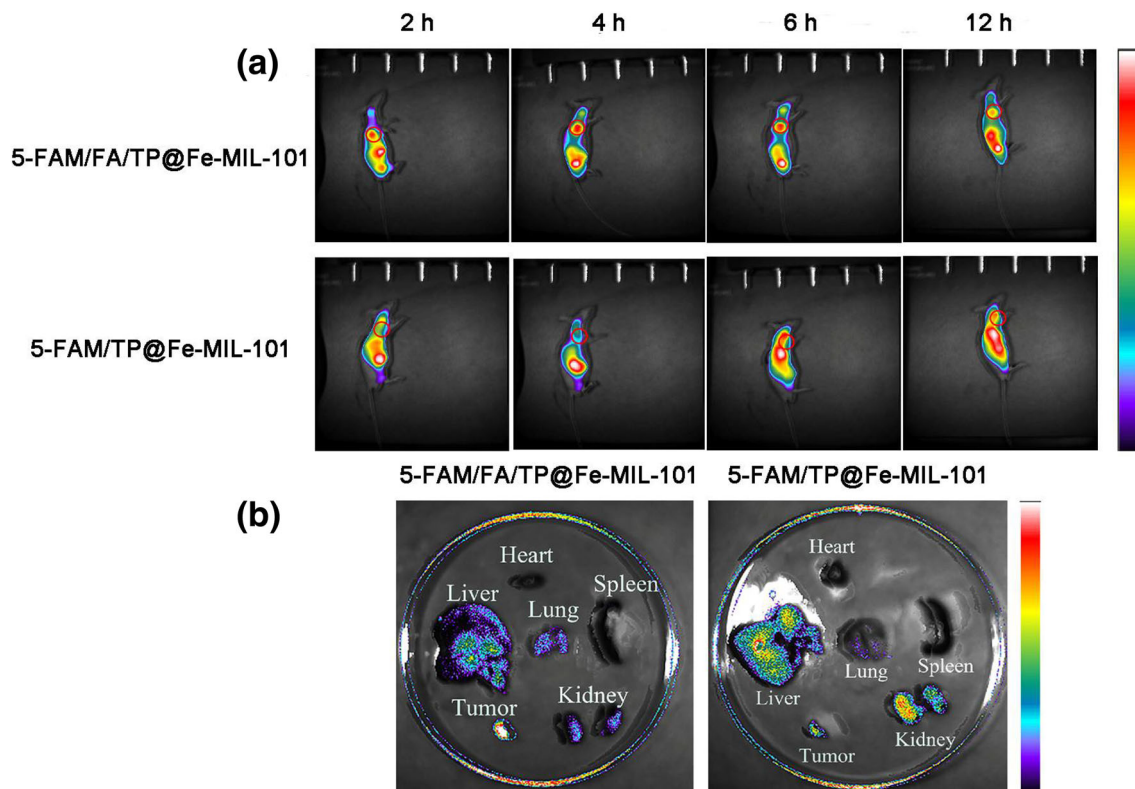 2 h 4 h 6 h 12 h
(a)
5-FAM/FA/TP@Fe-MIL-101
5-FAM/TP@Fe-MIL-101
5-FAM/FA/TP@Fe-MIL-101 5-FAM/TP@Fe-MIL-101
(b)
Heart
Liver
Lung
Spleen
Tumor
Kidney
Heart
Liver
Lung
Spleen
Tumor
Kidney